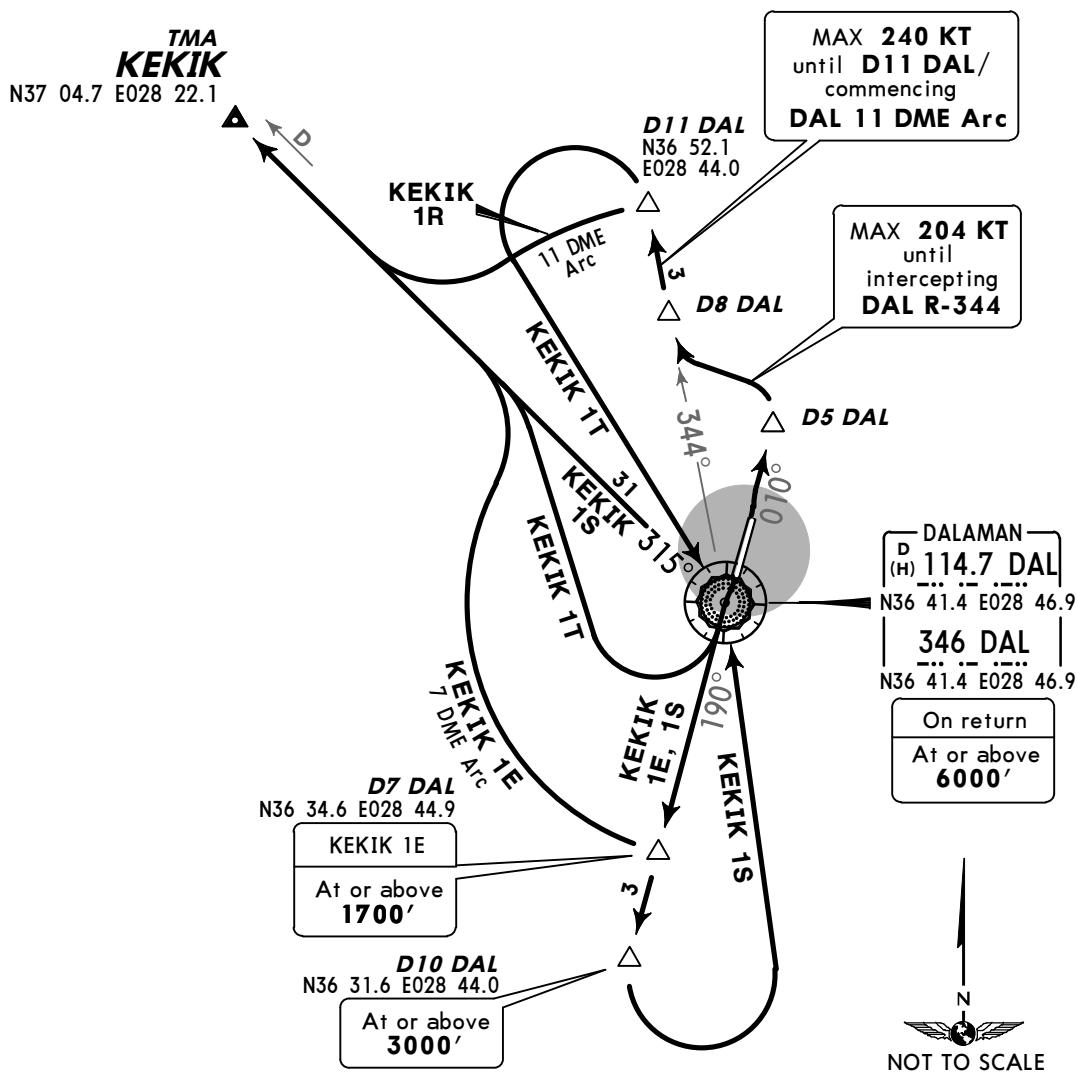 TMA
KEKIK
N37 04.7 E028 22.1
D
MAX 240 KT
until D11 DAL/
commencing
DAL 11 DME Arc
D11 DAL
N36 52.1
E028 44.0
KEKIK
1R
11 DME
Arc
3
MAX 204 KT
until
intercepting
DAL R-344
D8 DAL
D5 DAL
KEKIK 1T
344°
010°
31
KEKIK
1S
315°
KEKIK 1T
DALAMAN
D
(H) 114.7 DAL
N36 41.4 E028 46.9
346 DAL
N36 41.4 E028 46.9
On return
At or above
6000′
KEKIK 1E
7 DME Arc
KEKIK
1E, 1S
190°
KEKIK 1S
D7 DAL
N36 34.6 E028 44.9
KEKIK 1E
At or above
1700′
3
D10 DAL
N36 31.6 E028 44.0
At or above
3000′
N
NOT TO SCALE